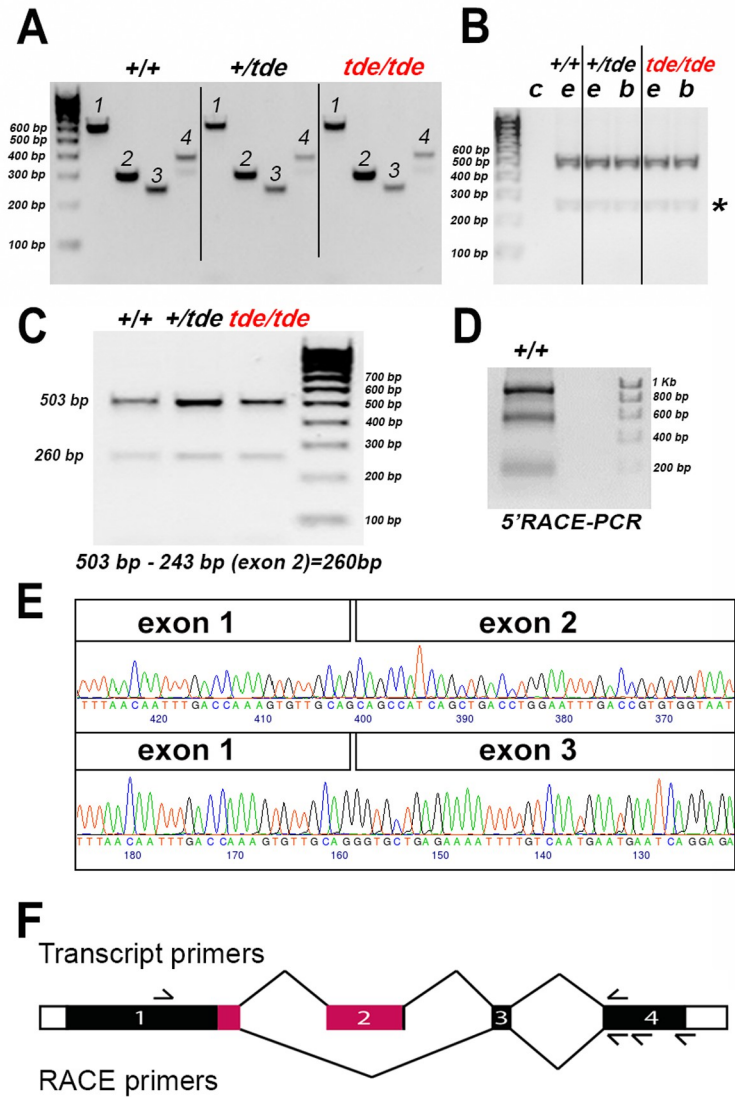 A
+/+ +/tde tde/tde
600 bp
500 bp
400 bp
300 bp
200 bp
100 bp
1 2 3 4
1 2 3 4
1 2 3 4
B
+/+ +/tde tde/tde
c e e b e b
600 bp
500 bp
400 bp
300 bp
200 bp
100 bp
*
C
+/+ +/tde tde/tde
503 bp
260 bp
700 bp
600 bp
500 bp
400 bp
300 bp
200 bp
100 bp
503 bp - 243 bp (exon 2)=260bp
D
+/+
1 Kb
800 bp
600 bp
400 bp
200 bp
5'RACE-PCR
E
exon 1 exon 2
TTTAACAATTTGACCAAAGTGTTGCAGCAGCCATCAGCTGACCTGGAATTTGACCGTGTGGTAAT
420 410 400 390 380 370
exon 1 exon 3
TTTAACAATTTGACCAAAGTGTTGCAGGGTGCTGAGAAAATTTTGTCAATGAATGAATCAGGAGA
180 170 160 150 140 130
F
Transcript primers
1 2 3 4
RACE primers